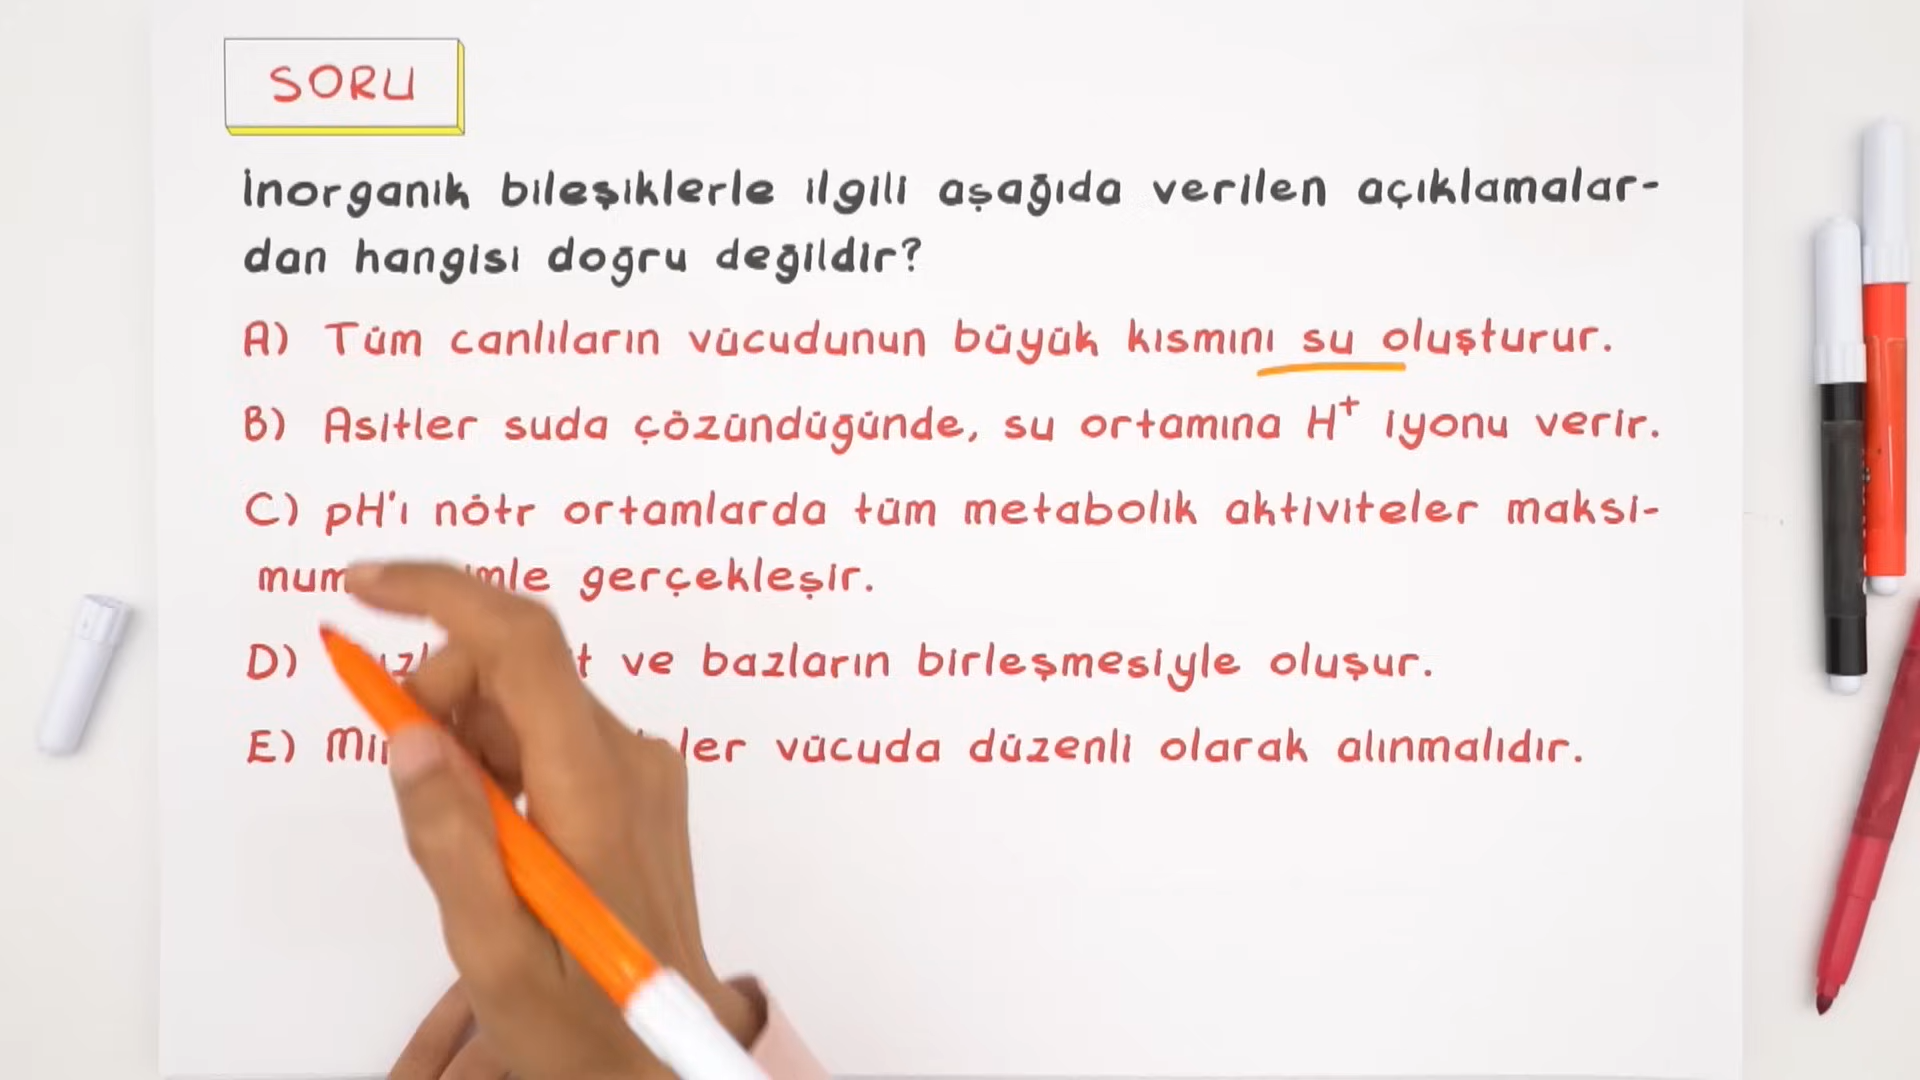 SORU
İnorganik bileşiklerle ilgili aşağıda verilen açıklamalar-
dan hangisi doğru değildir?
A) Tüm canlıların vücudunun büyük kısmını su oluşturur.
B) Asitler suda çözündüğünde, su ortamına H⁺ iyonu verir.
C) pH'ı nötr ortamlarda tüm metabolik aktiviteler maksi-
mum gerçekleşir.
D) ve bazların birleşmesiyle oluşur.
E) vücuda düzenli olarak alınmalıdır.